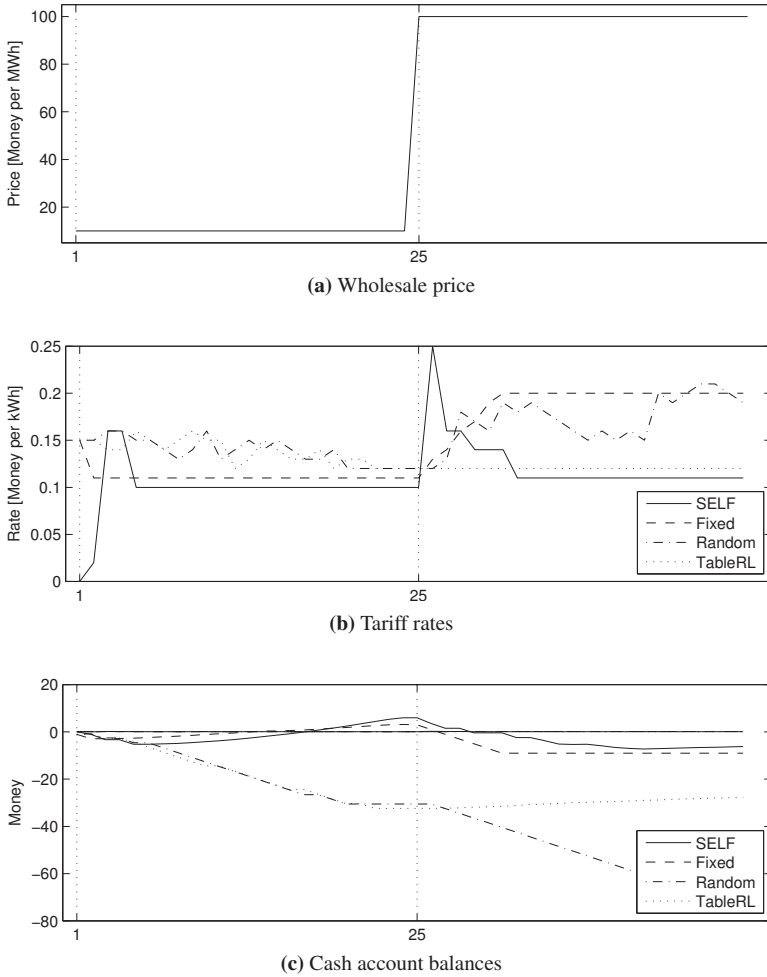 100
80
60
40
20
Price [Money per MWh]
1
25
(a) Wholesale price
0.25
0.2
0.15
0.1
0.05
0
Rate [Money per kWh]
1
25
SELF
Fixed
Random
TableRL
(b) Tariff rates
20
0
−20
−40
−60
−80
Money
1
25
SELF
Fixed
Random
TableRL
(c) Cash account balances